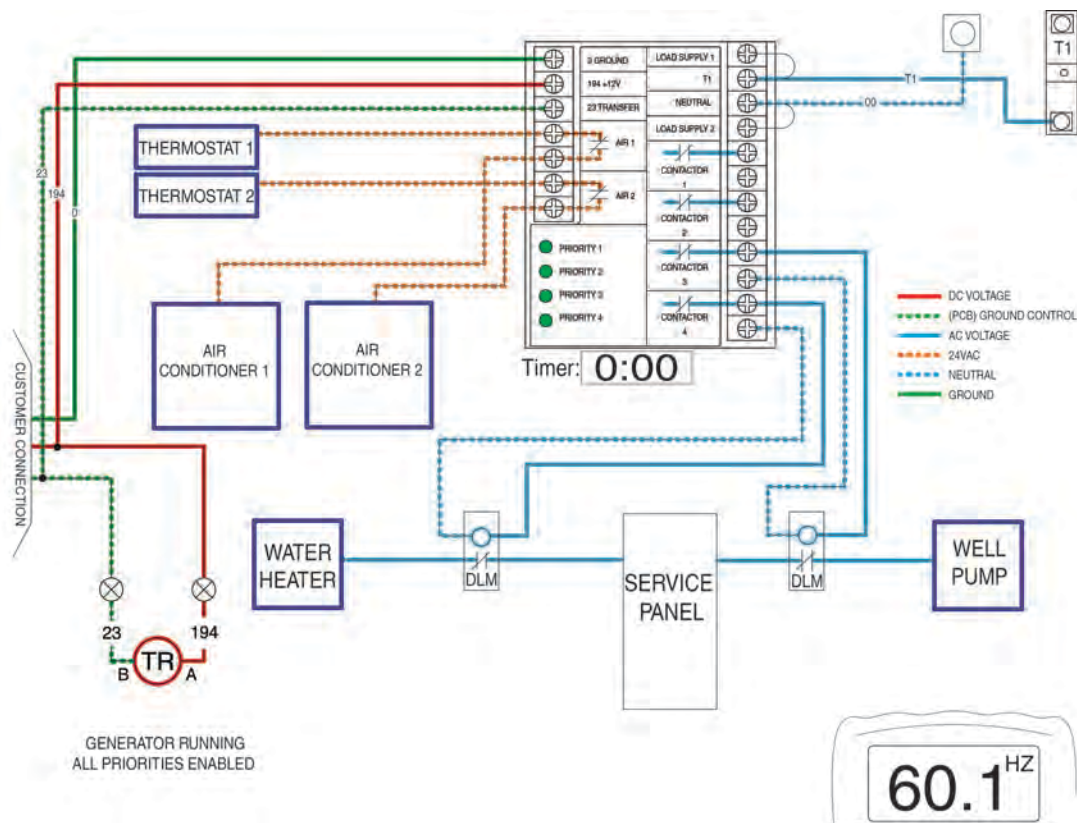 0 GROUND
LOAD SUPPLY 1
194 +12V
T1
23 TRANSFER
NEUTRAL
LOAD SUPPLY 2
AIR 1
CONTACTOR
1
AIR 2
CONTACTOR
2
CONTACTOR
3
CONTACTOR
4
PRIORITY 1
PRIORITY 2
PRIORITY 3
PRIORITY 4
Timer: 0:00
T1
00
T1
THERMOSTAT 1
THERMOSTAT 2
23
194
0
AIR
CONDITIONER 1
AIR
CONDITIONER 2
DC VOLTAGE
(PCB) GROUND CONTROL
AC VOLTAGE
24VAC
NEUTRAL
GROUND
CUSTOMER CONNECTION
WATER
HEATER
DLM
SERVICE
PANEL
DLM
WELL
PUMP
23
194
B
TR
A
GENERATOR RUNNING
ALL PRIORITIES ENABLED
60.1 HZ